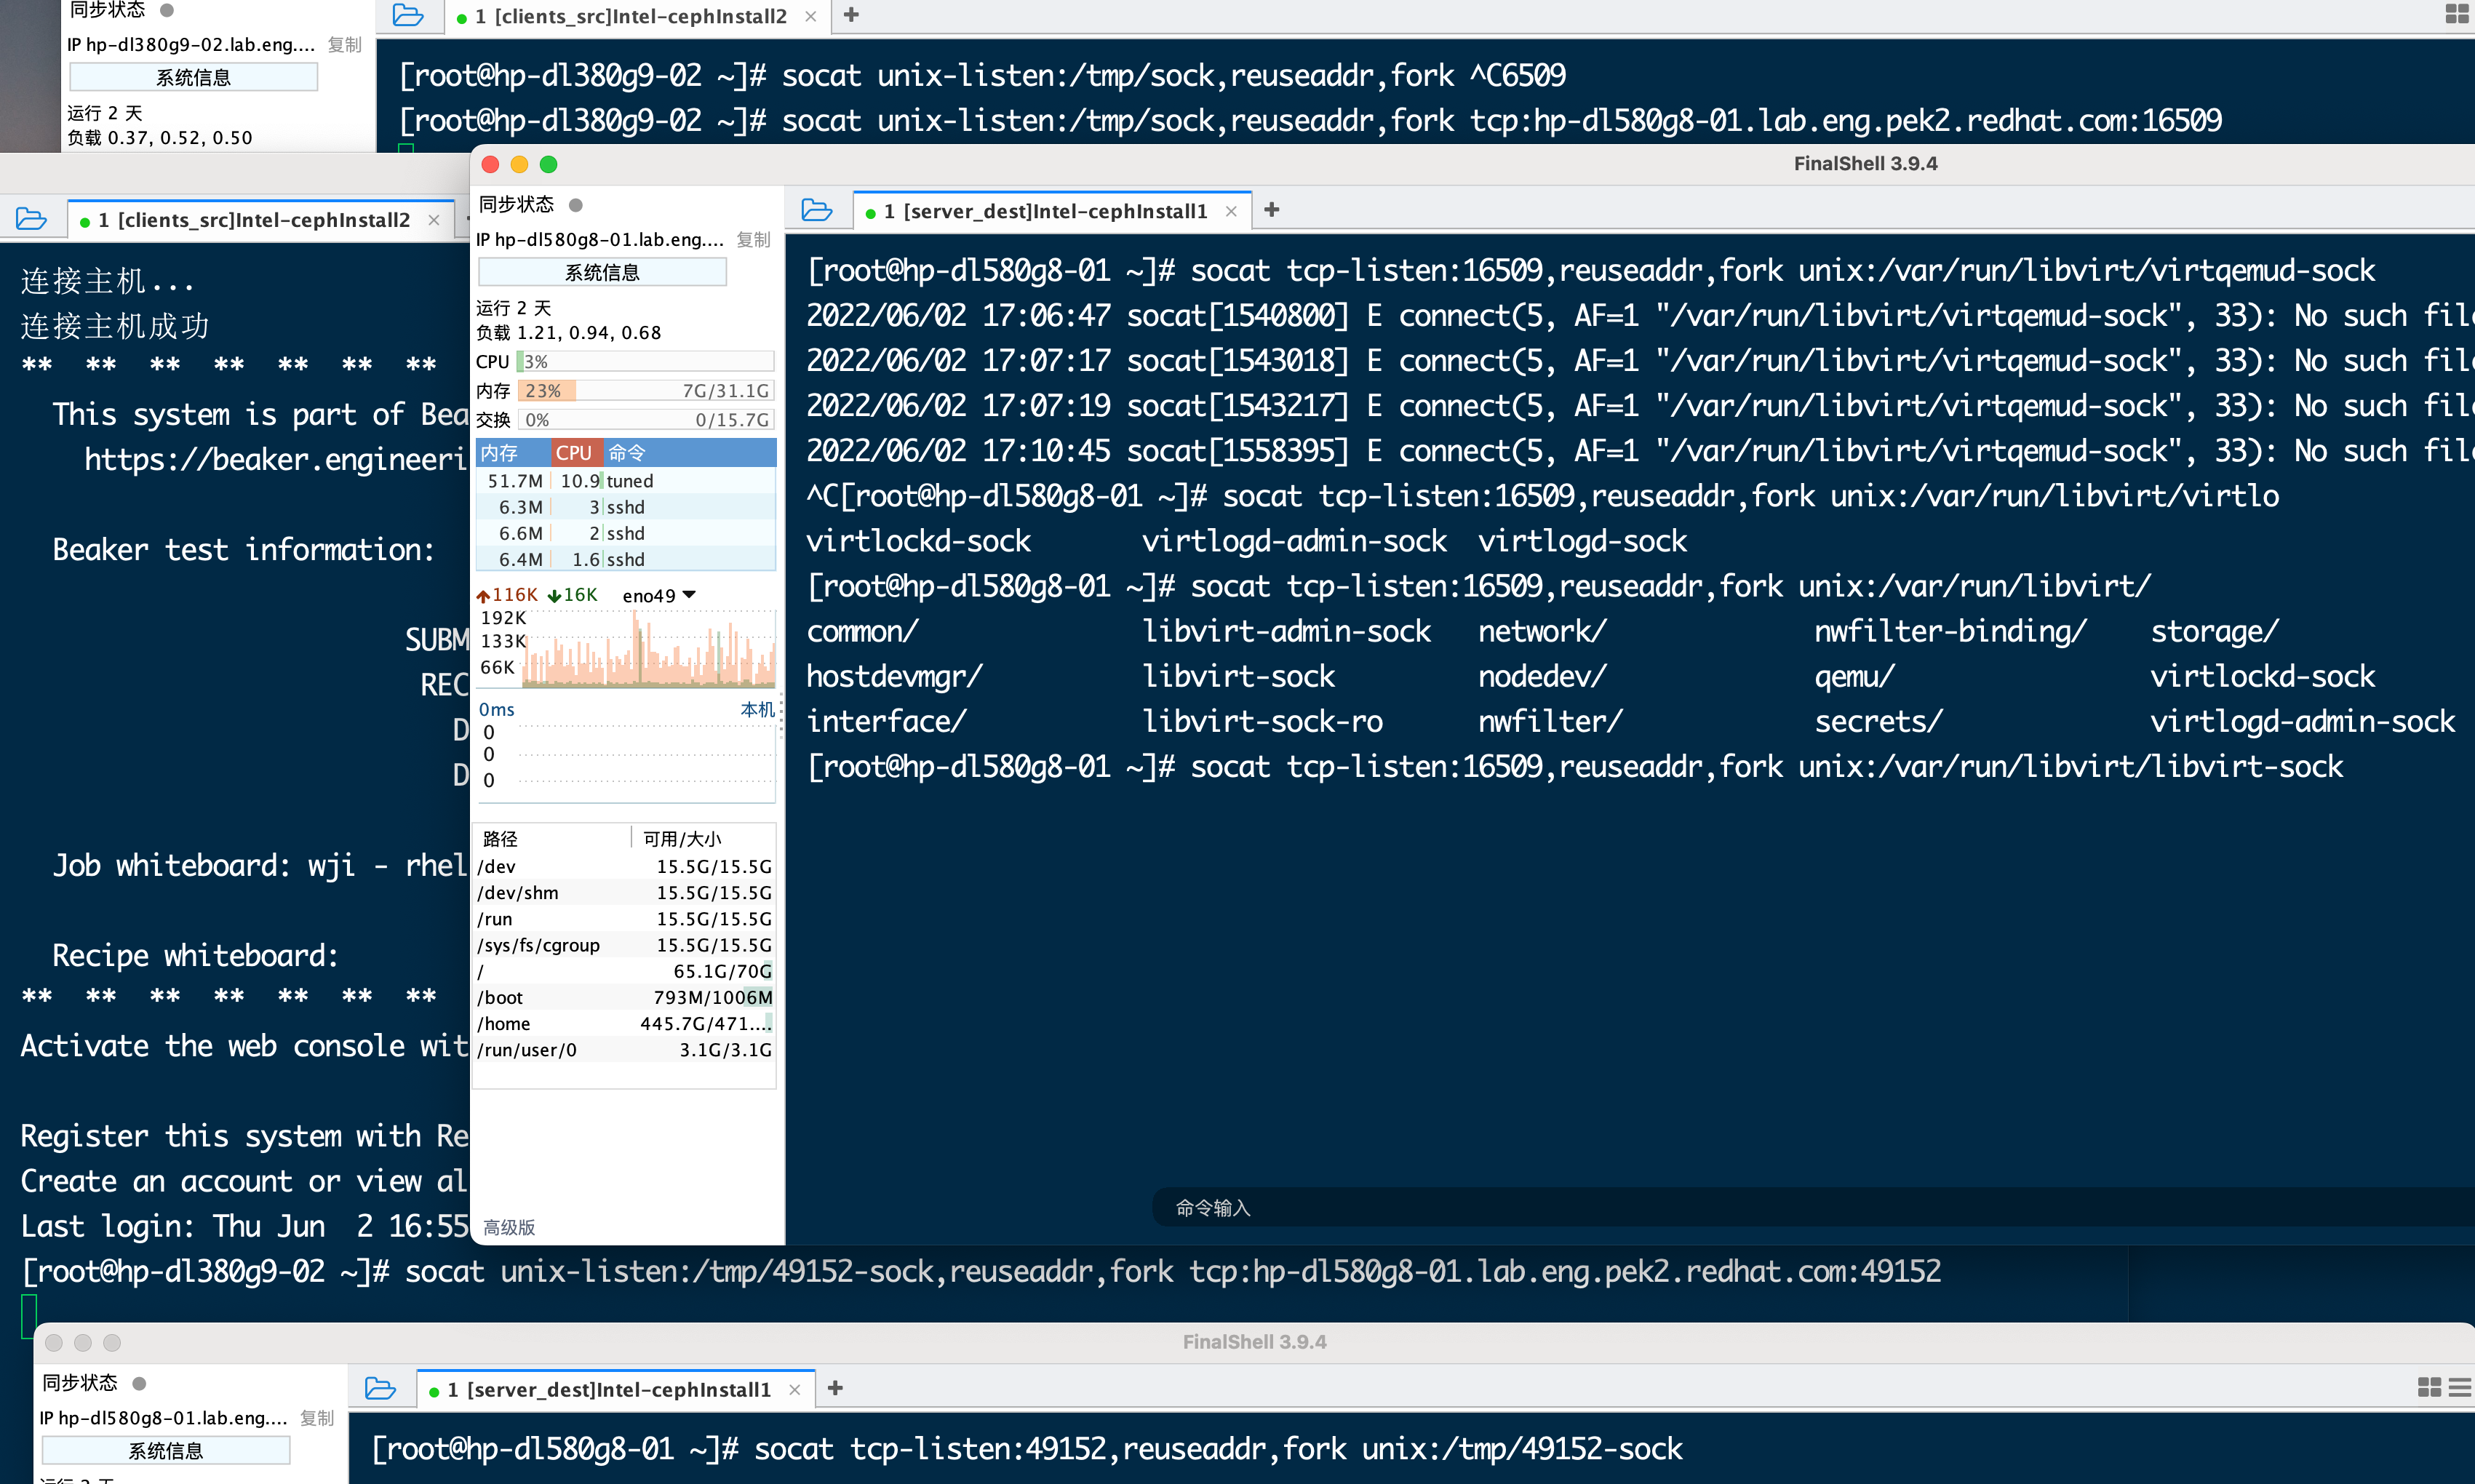 同步状态
IP hp-dl380g9-02.lab.eng.... 复制
系统信息
运行 2 天
负载 0.37, 0.52, 0.50
1 [clients_src]Intel-cephInstall2 × +
[root@hp-dl380g9-02 ~]# socat unix-listen:/tmp/sock,reuseaddr,fork ^C6509
[root@hp-dl380g9-02 ~]# socat unix-listen:/tmp/sock,reuseaddr,fork tcp:hp-dl580g8-01.lab.eng.pek2.redhat.com:16509
1 [clients_src]Intel-cephInstall2 ×
连接主机...
连接主机成功
** ** ** ** ** ** **
This system is part of Bea
https://beaker.engineeri
Beaker test information:
SUBM
REC
D
D
Job whiteboard: wji - rhel
Recipe whiteboard:
** ** ** ** ** ** **
Activate the web console wit
Register this system with Re
Create an account or view al
Last login: Thu Jun  2 16:55
[root@hp-dl380g9-02 ~]# socat unix-listen:/tmp/49152-sock,reuseaddr,fork tcp:hp-dl580g8-01.lab.eng.pek2.redhat.com:49152
FinalShell 3.9.4
同步状态
IP hp-dl580g8-01.lab.eng.... 复制
系统信息
运行 2 天
负载 1.21, 0.94, 0.68
CPU 3%
内存 23% 7G/31.1G
交换 0% 0/15.7G
内存 CPU 命令
51.7M 10.9 tuned
6.3M 3 sshd
6.6M 2 sshd
6.4M 1.6 sshd
116K 16K eno49
192K
133K
66K
0ms 本机
0
0
0
路径 可用/大小
/dev 15.5G/15.5G
/dev/shm 15.5G/15.5G
/run 15.5G/15.5G
/sys/fs/cgroup 15.5G/15.5G
/ 65.1G/70G
/boot 793M/1006M
/home 445.7G/471....
/run/user/0 3.1G/3.1G
高级版
1 [server_dest]Intel-cephInstall1 × +
[root@hp-dl580g8-01 ~]# socat tcp-listen:16509,reuseaddr,fork unix:/var/run/libvirt/virtqemud-sock
2022/06/02 17:06:47 socat[1540800] E connect(5, AF=1 "/var/run/libvirt/virtqemud-sock", 33): No such fil
2022/06/02 17:07:17 socat[1543018] E connect(5, AF=1 "/var/run/libvirt/virtqemud-sock", 33): No such fil
2022/06/02 17:07:19 socat[1543217] E connect(5, AF=1 "/var/run/libvirt/virtqemud-sock", 33): No such fil
2022/06/02 17:10:45 socat[1558395] E connect(5, AF=1 "/var/run/libvirt/virtqemud-sock", 33): No such fil
^C[root@hp-dl580g8-01 ~]# socat tcp-listen:16509,reuseaddr,fork unix:/var/run/libvirt/virtlo
virtlockd-sock virtlogd-admin-sock virtlogd-sock
[root@hp-dl580g8-01 ~]# socat tcp-listen:16509,reuseaddr,fork unix:/var/run/libvirt/
common/ libvirt-admin-sock network/ nwfilter-binding/ storage/
hostdevmgr/ libvirt-sock nodedev/ qemu/ virtlockd-sock
interface/ libvirt-sock-ro nwfilter/ secrets/ virtlogd-admin-sock
[root@hp-dl580g8-01 ~]# socat tcp-listen:16509,reuseaddr,fork unix:/var/run/libvirt/libvirt-sock
命令输入
FinalShell 3.9.4
同步状态
IP hp-dl580g8-01.lab.eng.... 复制
系统信息
1 [server_dest]Intel-cephInstall1 × +
[root@hp-dl580g8-01 ~]# socat tcp-listen:49152,reuseaddr,fork unix:/tmp/49152-sock